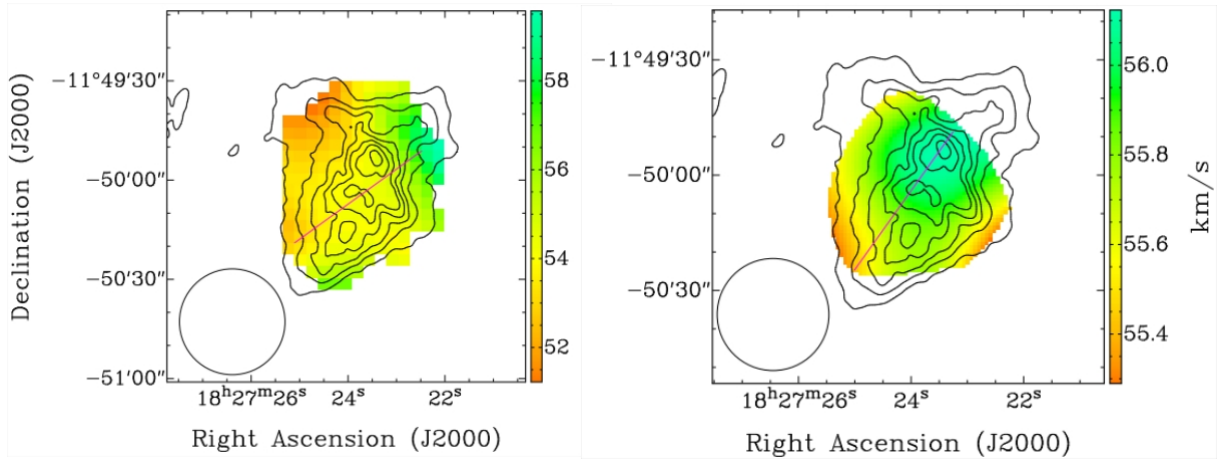 Declination (J2000)
−11°49′30″
−50′00″
−50′30″
−51′00″
18ʰ27ᵐ26ˢ
24ˢ
22ˢ
Right Ascension (J2000)
58
56
54
52
−11°49′30″
−50′00″
−50′30″
18ʰ27ᵐ26ˢ
24ˢ
22ˢ
Right Ascension (J2000)
56.0
55.8
55.6
55.4
km/s